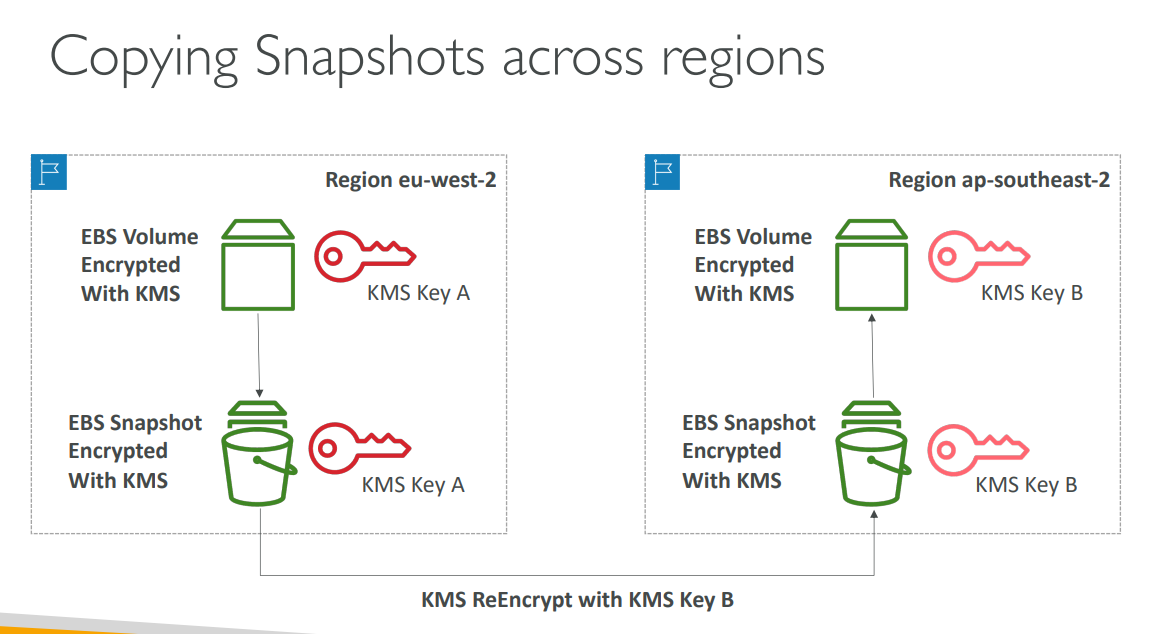 Copying Snapshots across regions
Region eu-west-2
EBS Volume
Encrypted
With KMS
KMS Key A
EBS Snapshot
Encrypted
With KMS
KMS Key A
Region ap-southeast-2
EBS Volume
Encrypted
With KMS
KMS Key B
EBS Snapshot
Encrypted
With KMS
KMS Key B
KMS ReEncrypt with KMS Key B